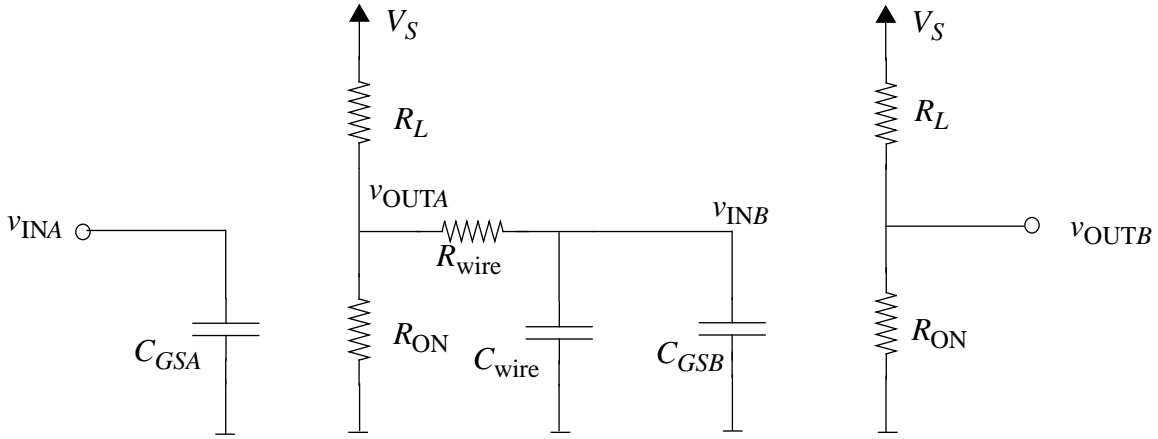 V_S
V_S
R_L
R_L
v_OUTA
v_INA
v_INB
v_OUTB
R_wire
C_GSA
R_ON
C_wire
C_GSB
R_ON